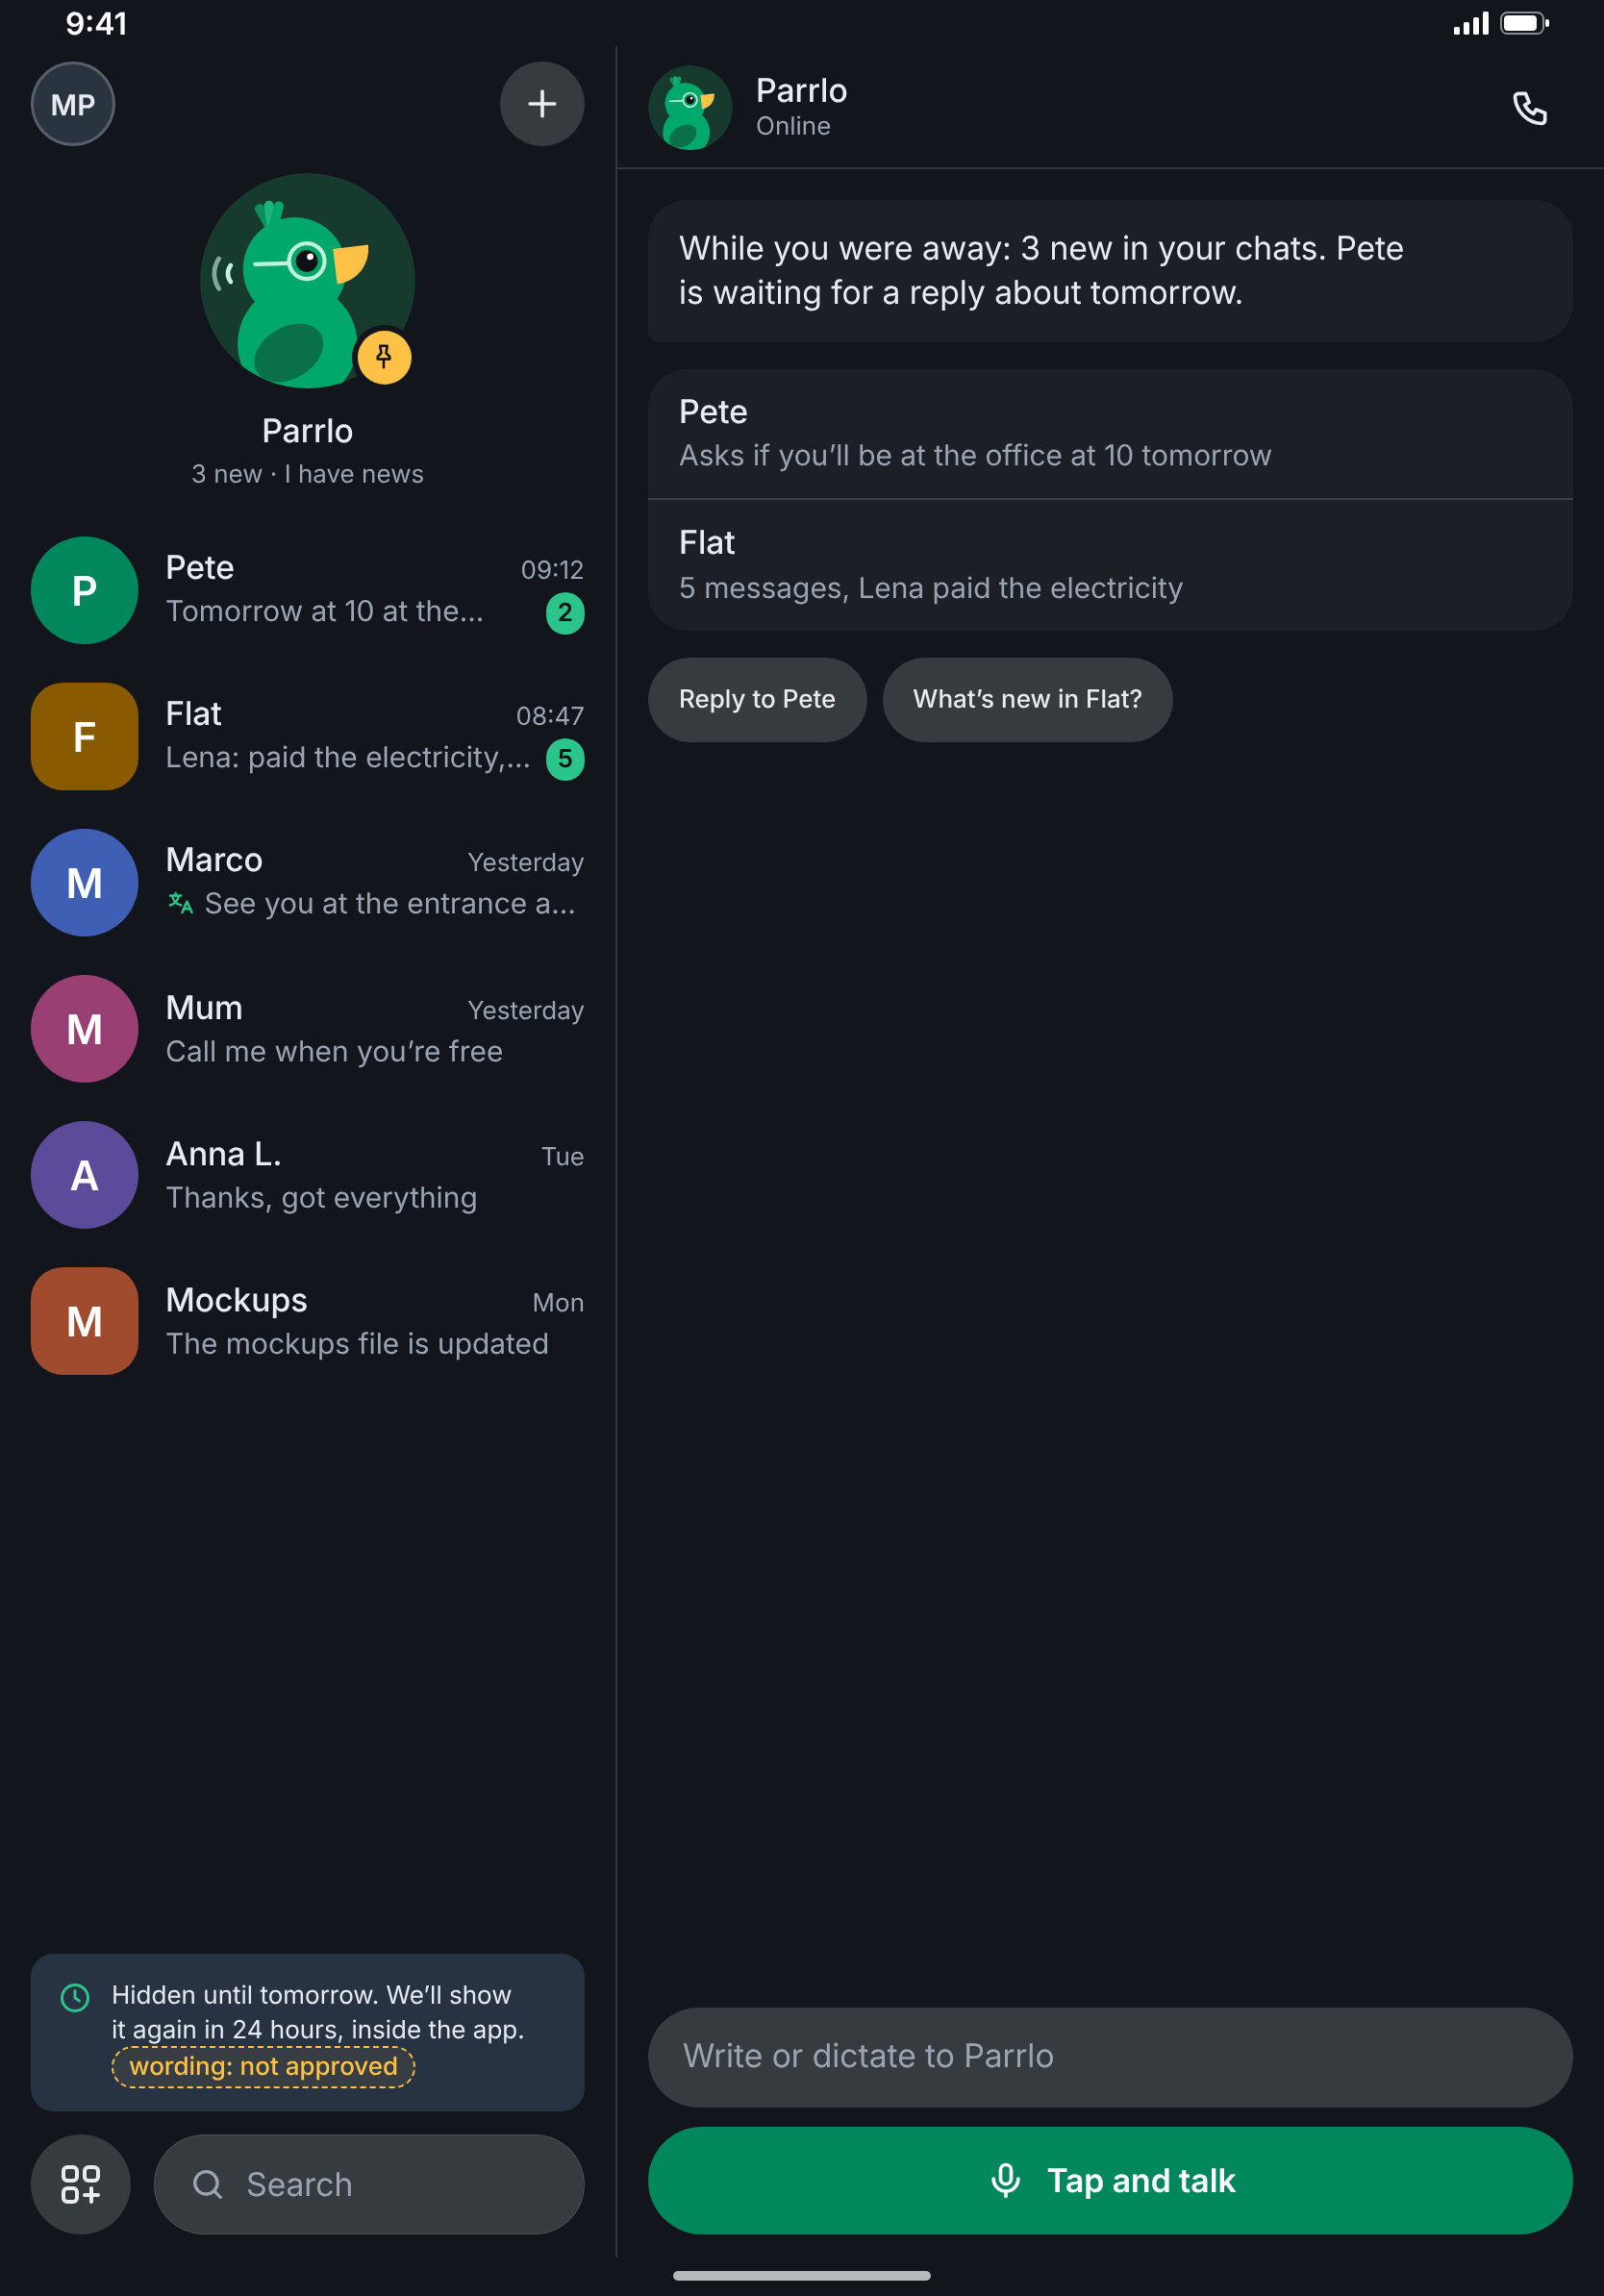 9:41
MP
Parrlo
3 new · I have news
P
Pete
09:12
Tomorrow at 10 at the...
2
F
Flat
08:47
Lena: paid the electricity,...
5
M
Marco
Yesterday
See you at the entrance a...
M
Mum
Yesterday
Call me when you’re free
A
Anna L.
Tue
Thanks, got everything
M
Mockups
Mon
The mockups file is updated
Hidden until tomorrow. We’ll show
it again in 24 hours, inside the app.
wording: not approved
Search
Parrlo
Online
While you were away: 3 new in your chats. Pete
is waiting for a reply about tomorrow.
Pete
Asks if you’ll be at the office at 10 tomorrow
Flat
5 messages, Lena paid the electricity
Reply to Pete
What’s new in Flat?
Write or dictate to Parrlo
Tap and talk